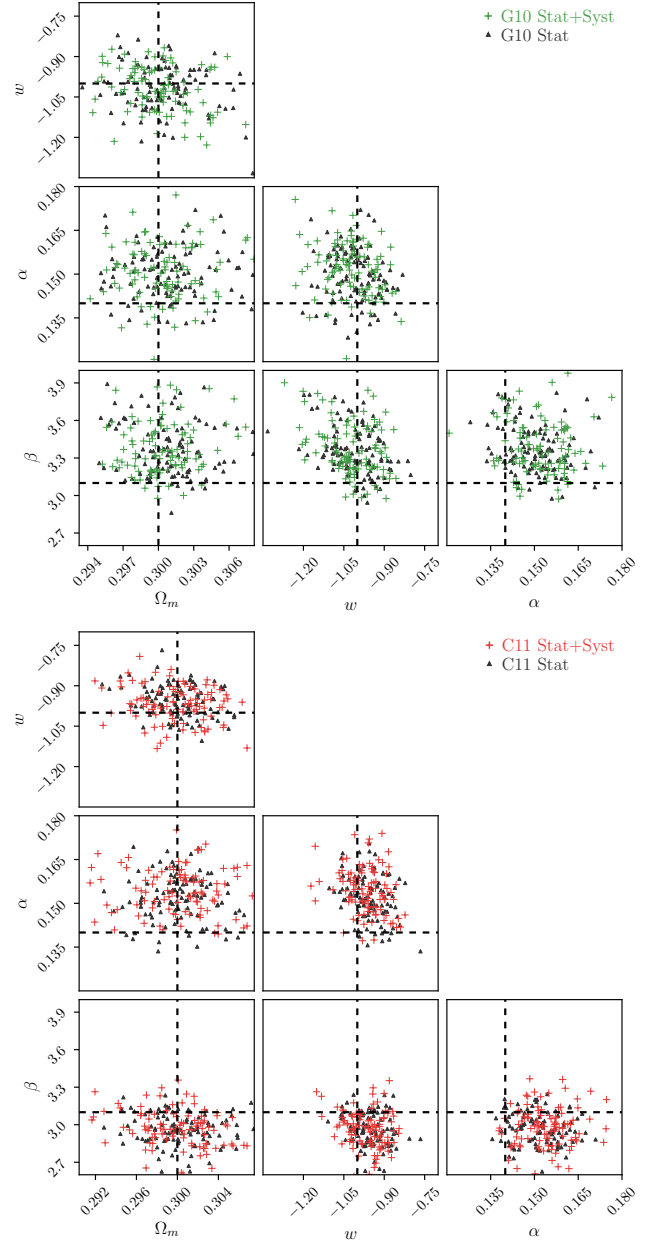 −0.75
−0.90
−1.05
−1.20
w
+ G10 Stat+Syst
▲ G10 Stat
0.180
0.165
0.150
0.135
α
3.9
3.6
3.3
3.0
2.7
β
0.294 0.297 0.300 0.303 0.306
−1.20 −1.05 −0.90 −0.75
0.135 0.150 0.165 0.180
Ωm w α
−0.75
−0.90
−1.05
−1.20
w
+ C11 Stat+Syst
▲ C11 Stat
0.180
0.165
0.150
0.135
α
3.9
3.6
3.3
3.0
2.7
β
0.292 0.296 0.300 0.304
−1.20 −1.05 −0.90 −0.75
0.135 0.150 0.165 0.180
Ωm w α